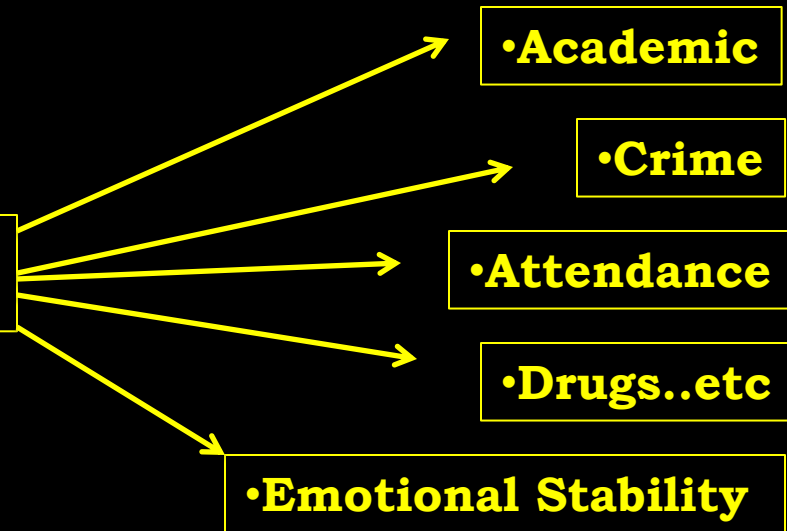 •Academic
•Crime
•Attendance
•Drugs..etc
•Emotional Stability